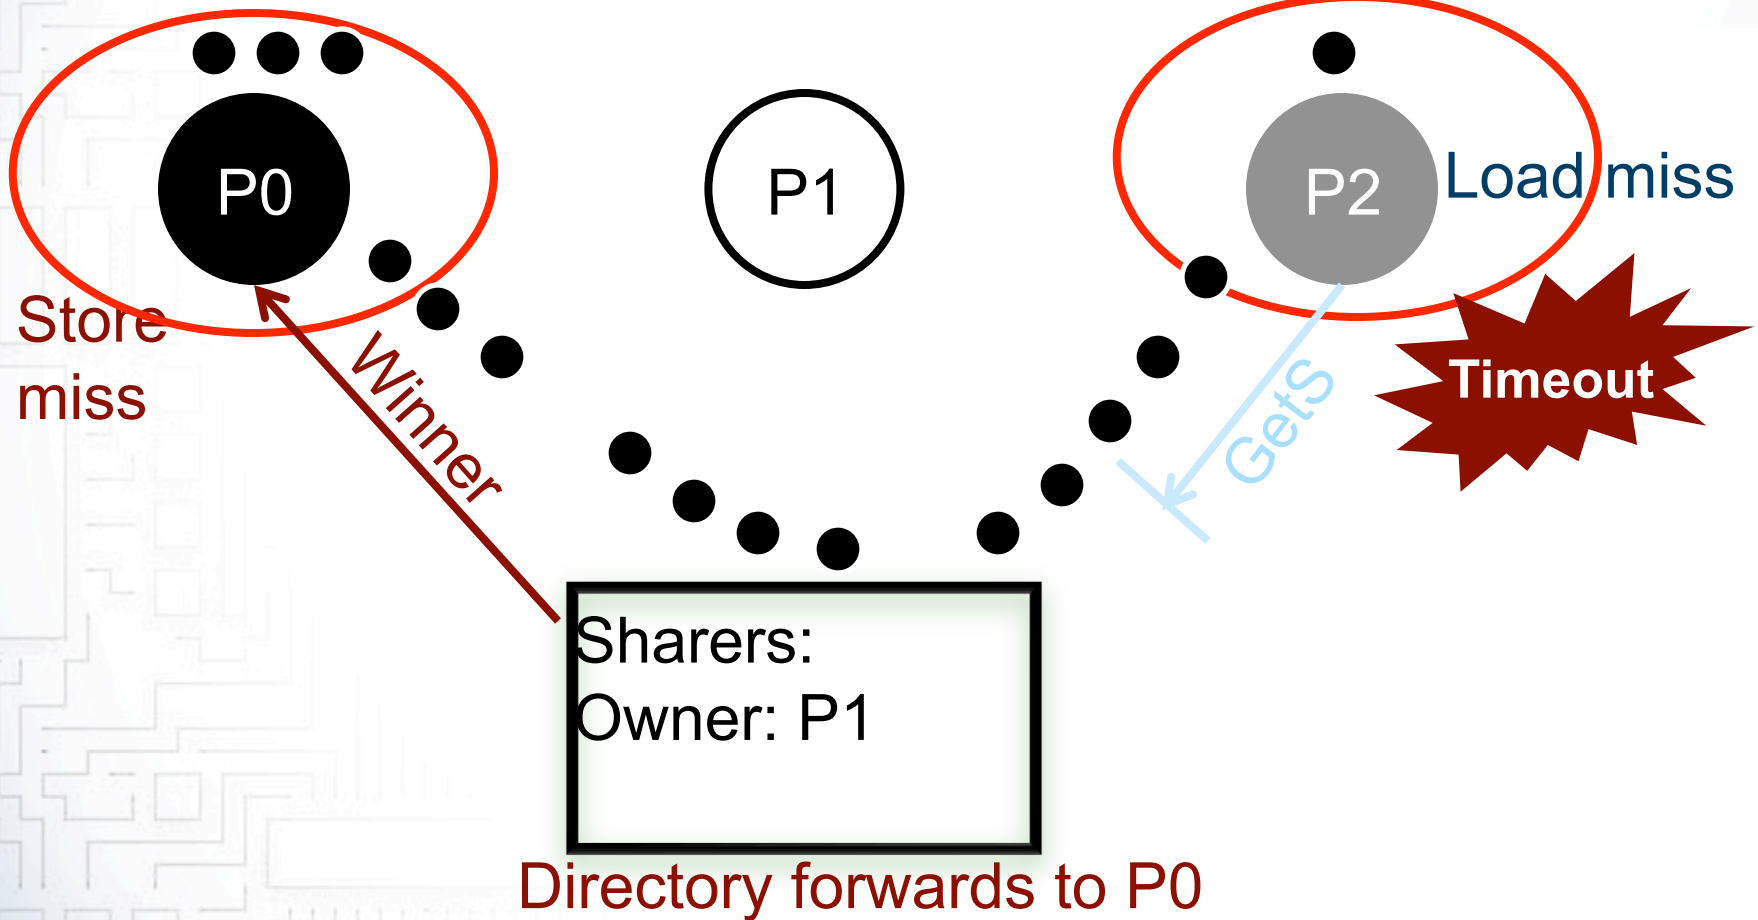 P0
P1
P2
Load miss
Store
miss
Winner
GetS
Timeout
Sharers:
Owner: P1
Directory forwards to P0